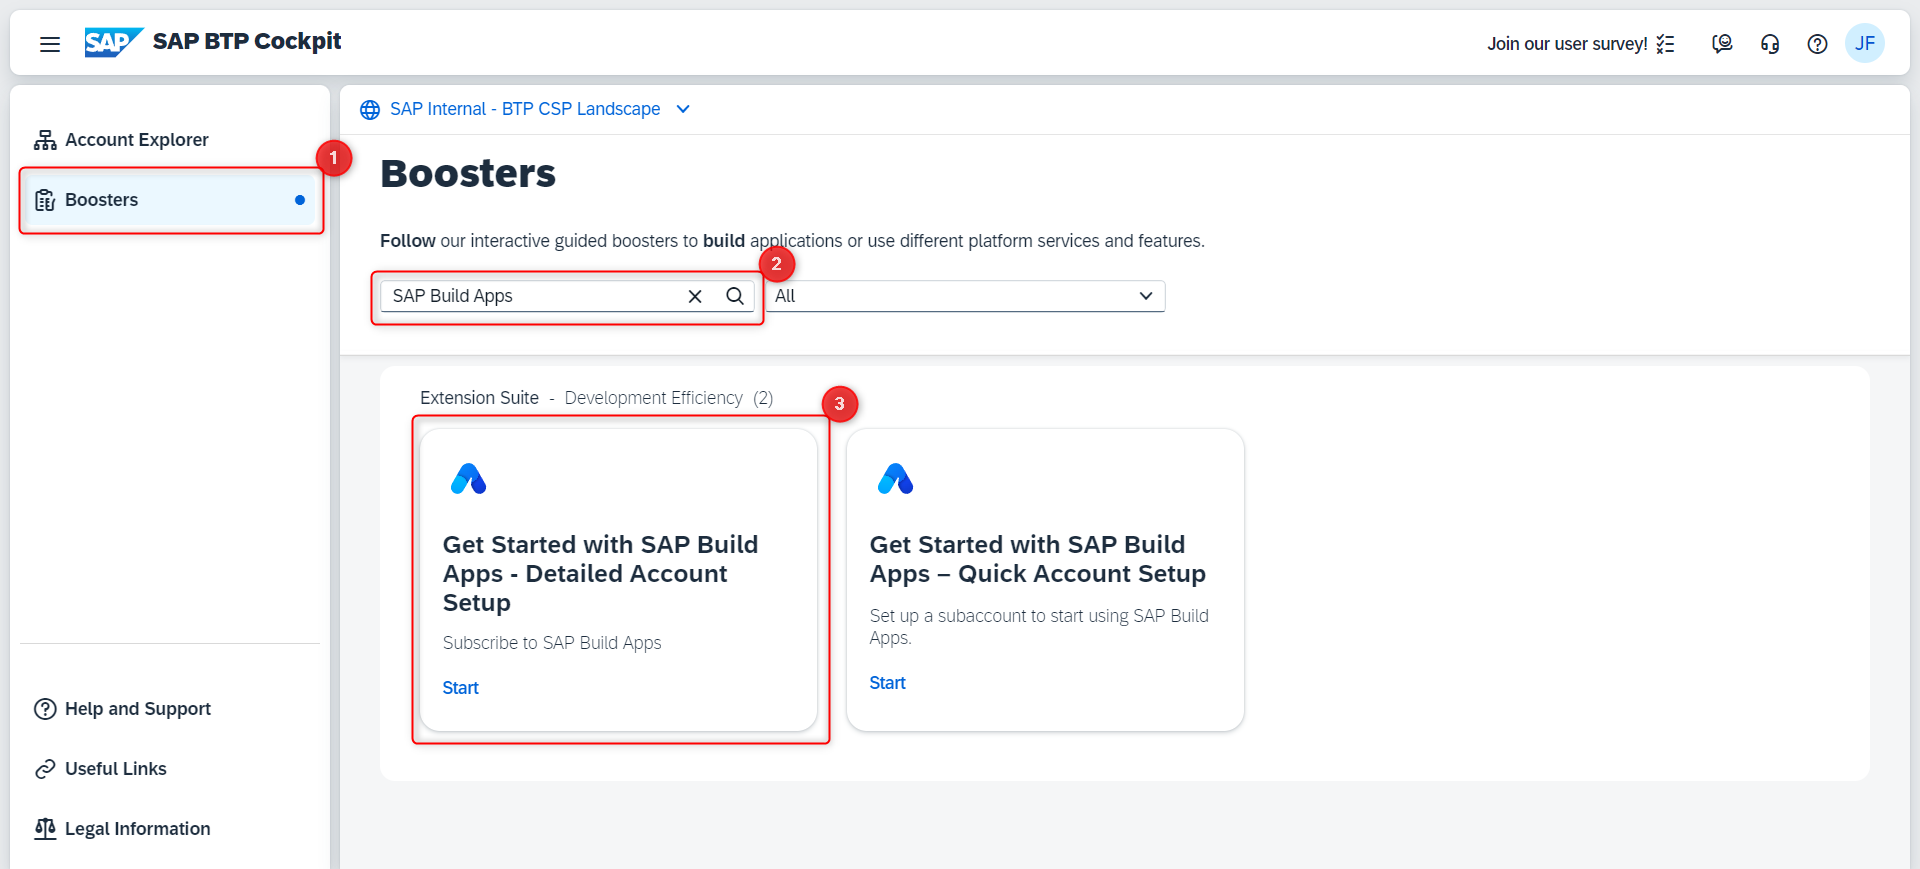 SAP SAP BTP Cockpit
Join our user survey!
JF
Account Explorer
1
Boosters
SAP Internal - BTP CSP Landscape
Boosters
Follow our interactive guided boosters to build applications or use different platform services and features.
2
SAP Build Apps
All
Extension Suite - Development Efficiency (2)
3
Get Started with SAP Build
Apps - Detailed Account
Setup
Subscribe to SAP Build Apps
Start
Get Started with SAP Build
Apps – Quick Account Setup
Set up a subaccount to start using SAP Build
Apps.
Start
Help and Support
Useful Links
Legal Information